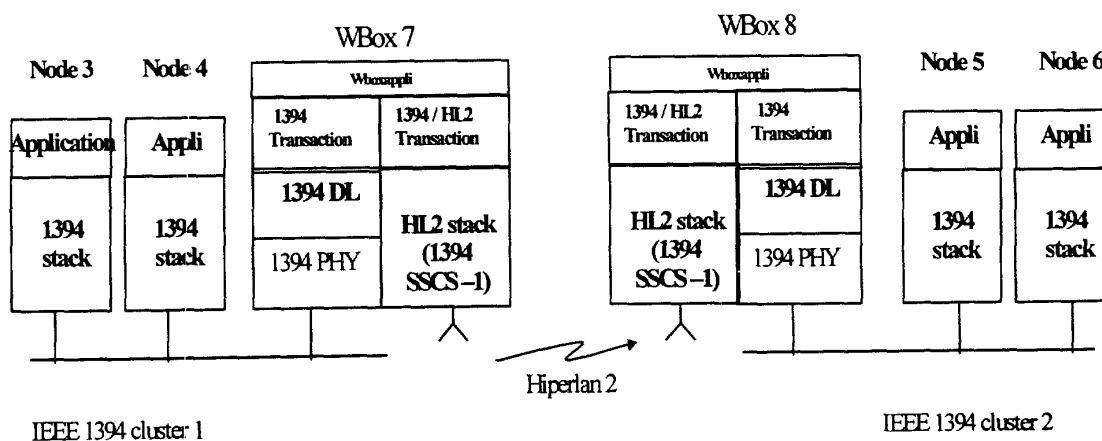 WBox 7
WBox 8
Node 3
Node 4
Node 5
Node 6
Wboxappli
Wboxappli
Application
Appli
1394
Transaction
1394 / HL2
Transaction
1394 / HL2
Transaction
1394
Transaction
Appli
Appli
1394
stack
1394
stack
1394 DL
1394 PHY
HL2 stack
(1394
SSCS –1)
HL2 stack
(1394
SSCS –1)
1394 DL
1394 PHY
1394
stack
1394
stack
Hiperlan 2
IEEE 1394 cluster 1
IEEE 1394 cluster 2